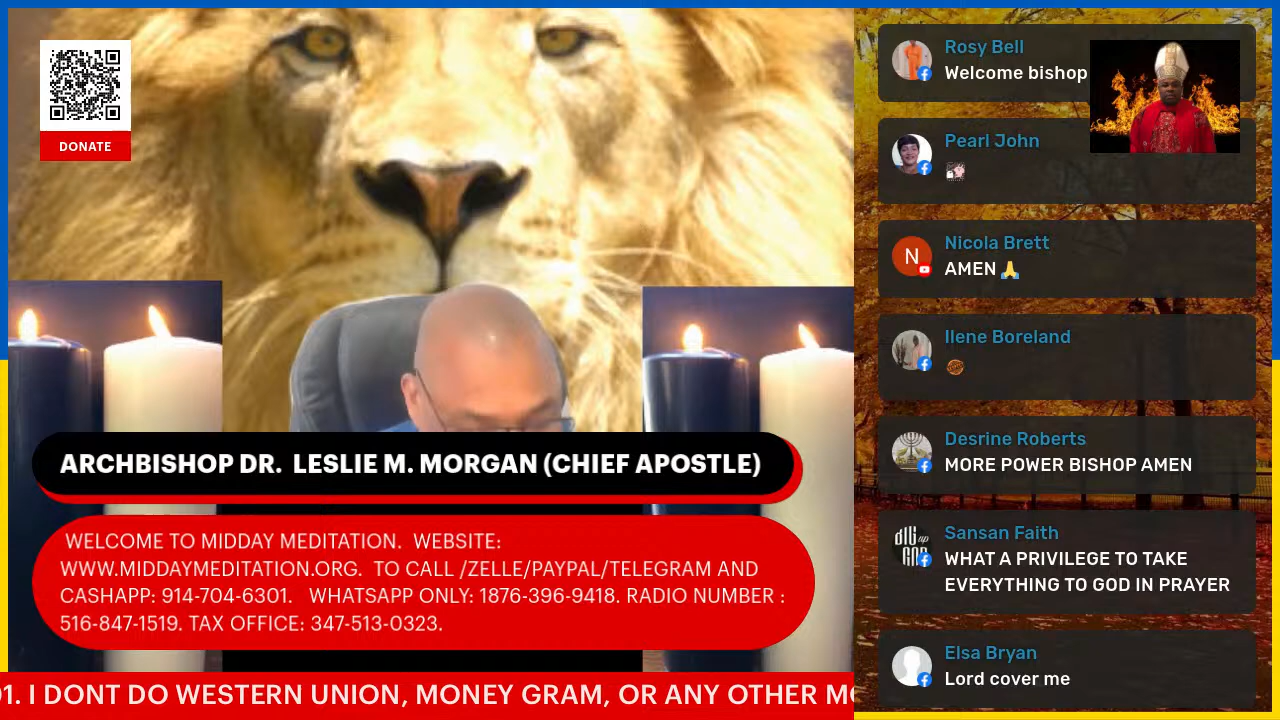 DONATE
ARCHBISHOP DR. LESLIE M. MORGAN (CHIEF APOSTLE)
WELCOME TO MIDDAY MEDITATION. WEBSITE:
WWW.MIDDAYMEDITATION.ORG. TO CALL /ZELLE/PAYPAL/TELEGRAM AND
CASHAPP: 914-704-6301. WHATSAPP ONLY: 1876-396-9418. RADIO NUMBER :
516-847-1519. TAX OFFICE: 347-513-0323.
01. I DONT DO WESTERN UNION, MONEY GRAM, OR ANY OTHER
Rosy Bell
Welcome bishop
Pearl John
Nicola Brett
N
AMEN 🙏
Ilene Boreland
Desrine Roberts
MORE POWER BISHOP AMEN
Sansan Faith
DIG up
GOD
WHAT A PRIVILEGE TO TAKE
EVERYTHING TO GOD IN PRAYER
Elsa Bryan
Lord cover me